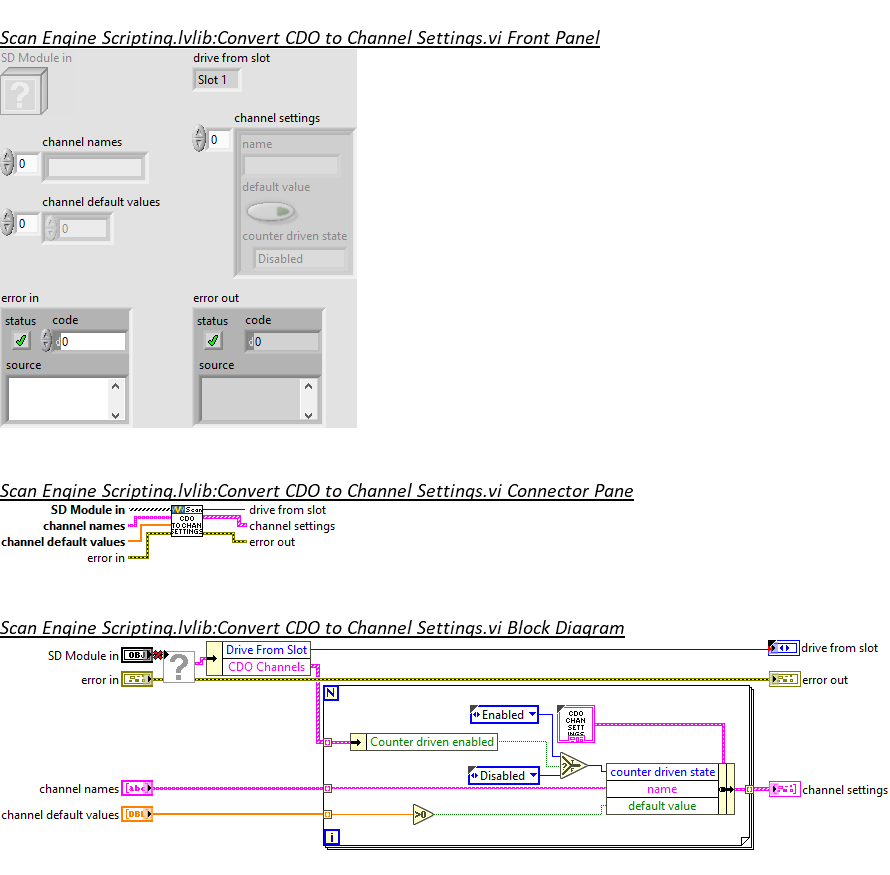 Scan Engine Scripting.lvlib:Convert CDO to Channel Settings.vi Front Panel
SD Module in
drive from slot
?
Slot 1
channel settings
0
channel names
name
0
default value
channel default values
0
0
counter driven state
Disabled
error in
error out
status code
status code
d 0
d 0
source
source
Scan Engine Scripting.lvlib:Convert CDO to Channel Settings.vi Connector Pane
SD Module in
channel names
channel default values
error in
Scan
CDO
TO CHAN
SETTINGS
drive from slot
channel settings
error out
Scan Engine Scripting.lvlib:Convert CDO to Channel Settings.vi Block Diagram
SD Module in OBJ
?
Drive From Slot
CDO Channels
drive from slot
error in
error out
N
Enabled
CDO
CHAN
SETT
INGS
Counter driven enabled
?
T
F
Disabled
counter driven state
name
default value
channel names abc
channel settings
channel default values DBL
>0
i